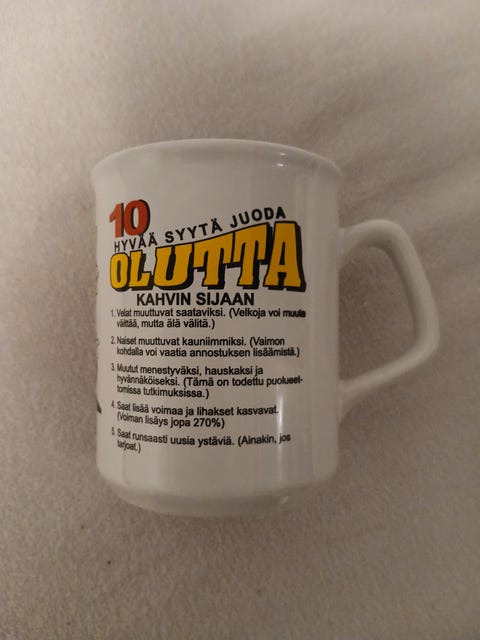 10
HYVÄÄ SYYTÄ JUODA
OLUTTA
KAHVIN SIJAAN
1. Velat muuttuvat saataviksi. (Velkoja voi muuta
väittää, mutta älä välitä.)
2. Naiset muuttuvat kauniimmiksi. (Vaimon
kohdalla voi vaatia annostuksen lisäämistä.)
3. Muutut menestyväksi, hauskaksi ja
hyvännäköiseksi. (Tämä on todettu puolueet-
tomissa tutkimuksissa.)
4. Saat lisää voimaa ja lihakset kasvavat.
(Voiman lisäys jopa 270%)
5. Saat runsaasti uusia ystäviä. (Ainakin, jos
tarjoat.)